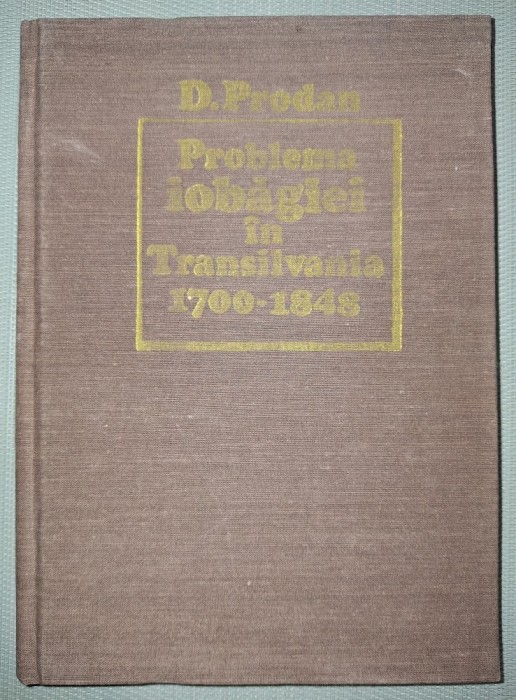 D. Prodan
Problema
iobăgiei
în
Transilvania
1700-1848